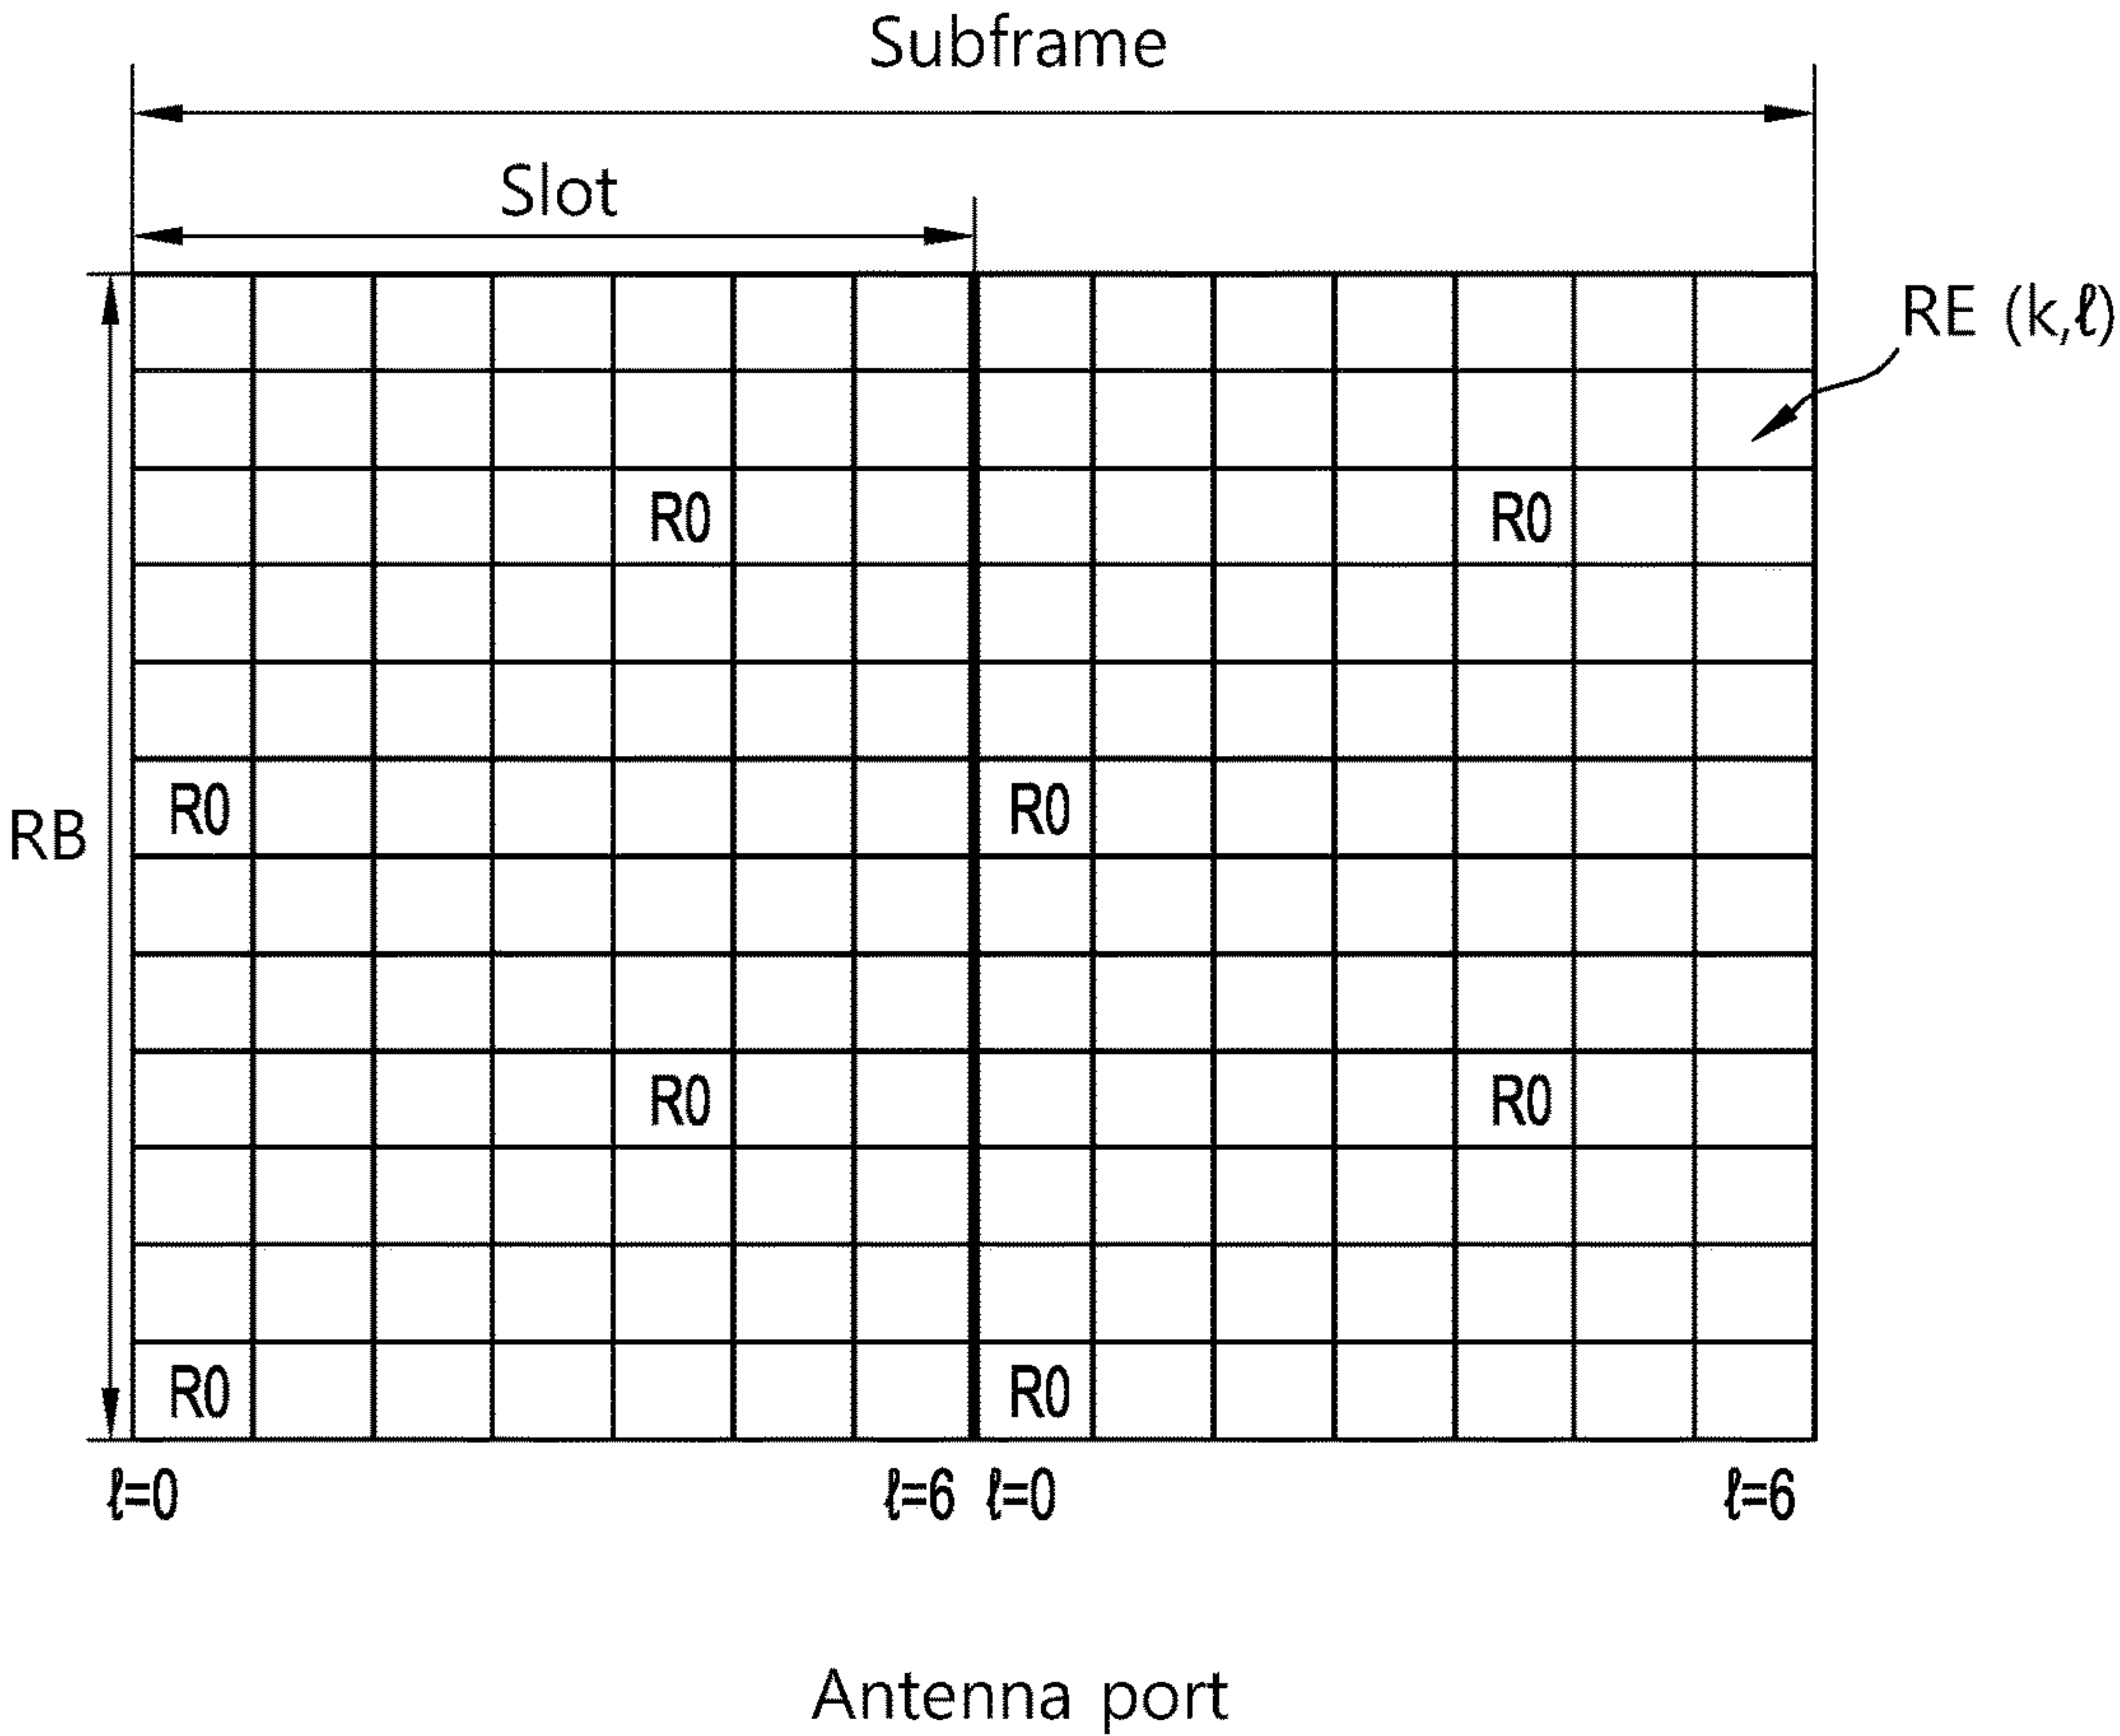 Subframe
Slot
RE (k,ℓ)
R0 R0
R0 R0
RB
R0 R0
R0 R0
ℓ=0 ℓ=6 ℓ=0 ℓ=6
Antenna port